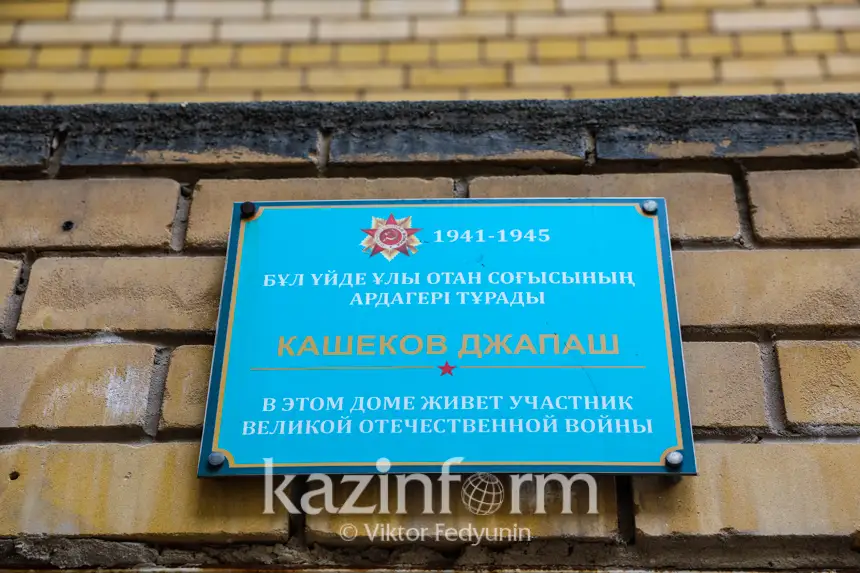 1941-1945
БҰЛ ҮЙДЕ ҰЛЫ ОТАН СОҒЫСЫНЫҢ
АРДАГЕРІ ТҰРАДЫ
КАШЕКОВ ДЖАПАШ
В ЭТОМ ДОМЕ ЖИВЕТ УЧАСТНИК
ВЕЛИКОЙ ОТЕЧЕСТВЕННОЙ ВОЙНЫ
kazinform
© Viktor Fedyunin